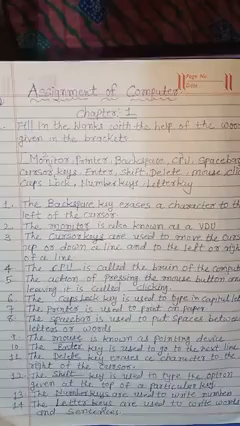 Page No.
Date
Assignment of Computer
Chapter: 1
Fill in the blanks with the help of the words
given in the brackets
[Monitor, Printer, Backspace, CPU, Spacebar
Cursor keys, Enter, Shift, Delete, mouse, click
Caps Lock, Number keys, Letter key
1. The Backspace key erases a character to the
left of the cursor
2. The monitor is also known as a VDU
3 The Cursor keys are used to move the Curs
up or down a line and to the left or right
of a line
4 The CPU is called the brain of the comput
5. The action of Pressing the mouse button and
leaving it is called clicking.
6 The Caps Lock key is used to type in capital let
7 The Printer is used to print on paper
8 The spacebar is used to put spaces between
letters or words
9 The mouse is known as pointing device
10. The Enter key is used to go to the next line
11. The Delete key erases a character to the
right of the cursor.
12 The Shift key is used to type the option
given at the top of a particular key
13 The Number keys are used to write number
14 The Letter keys are used to write words
and sentences